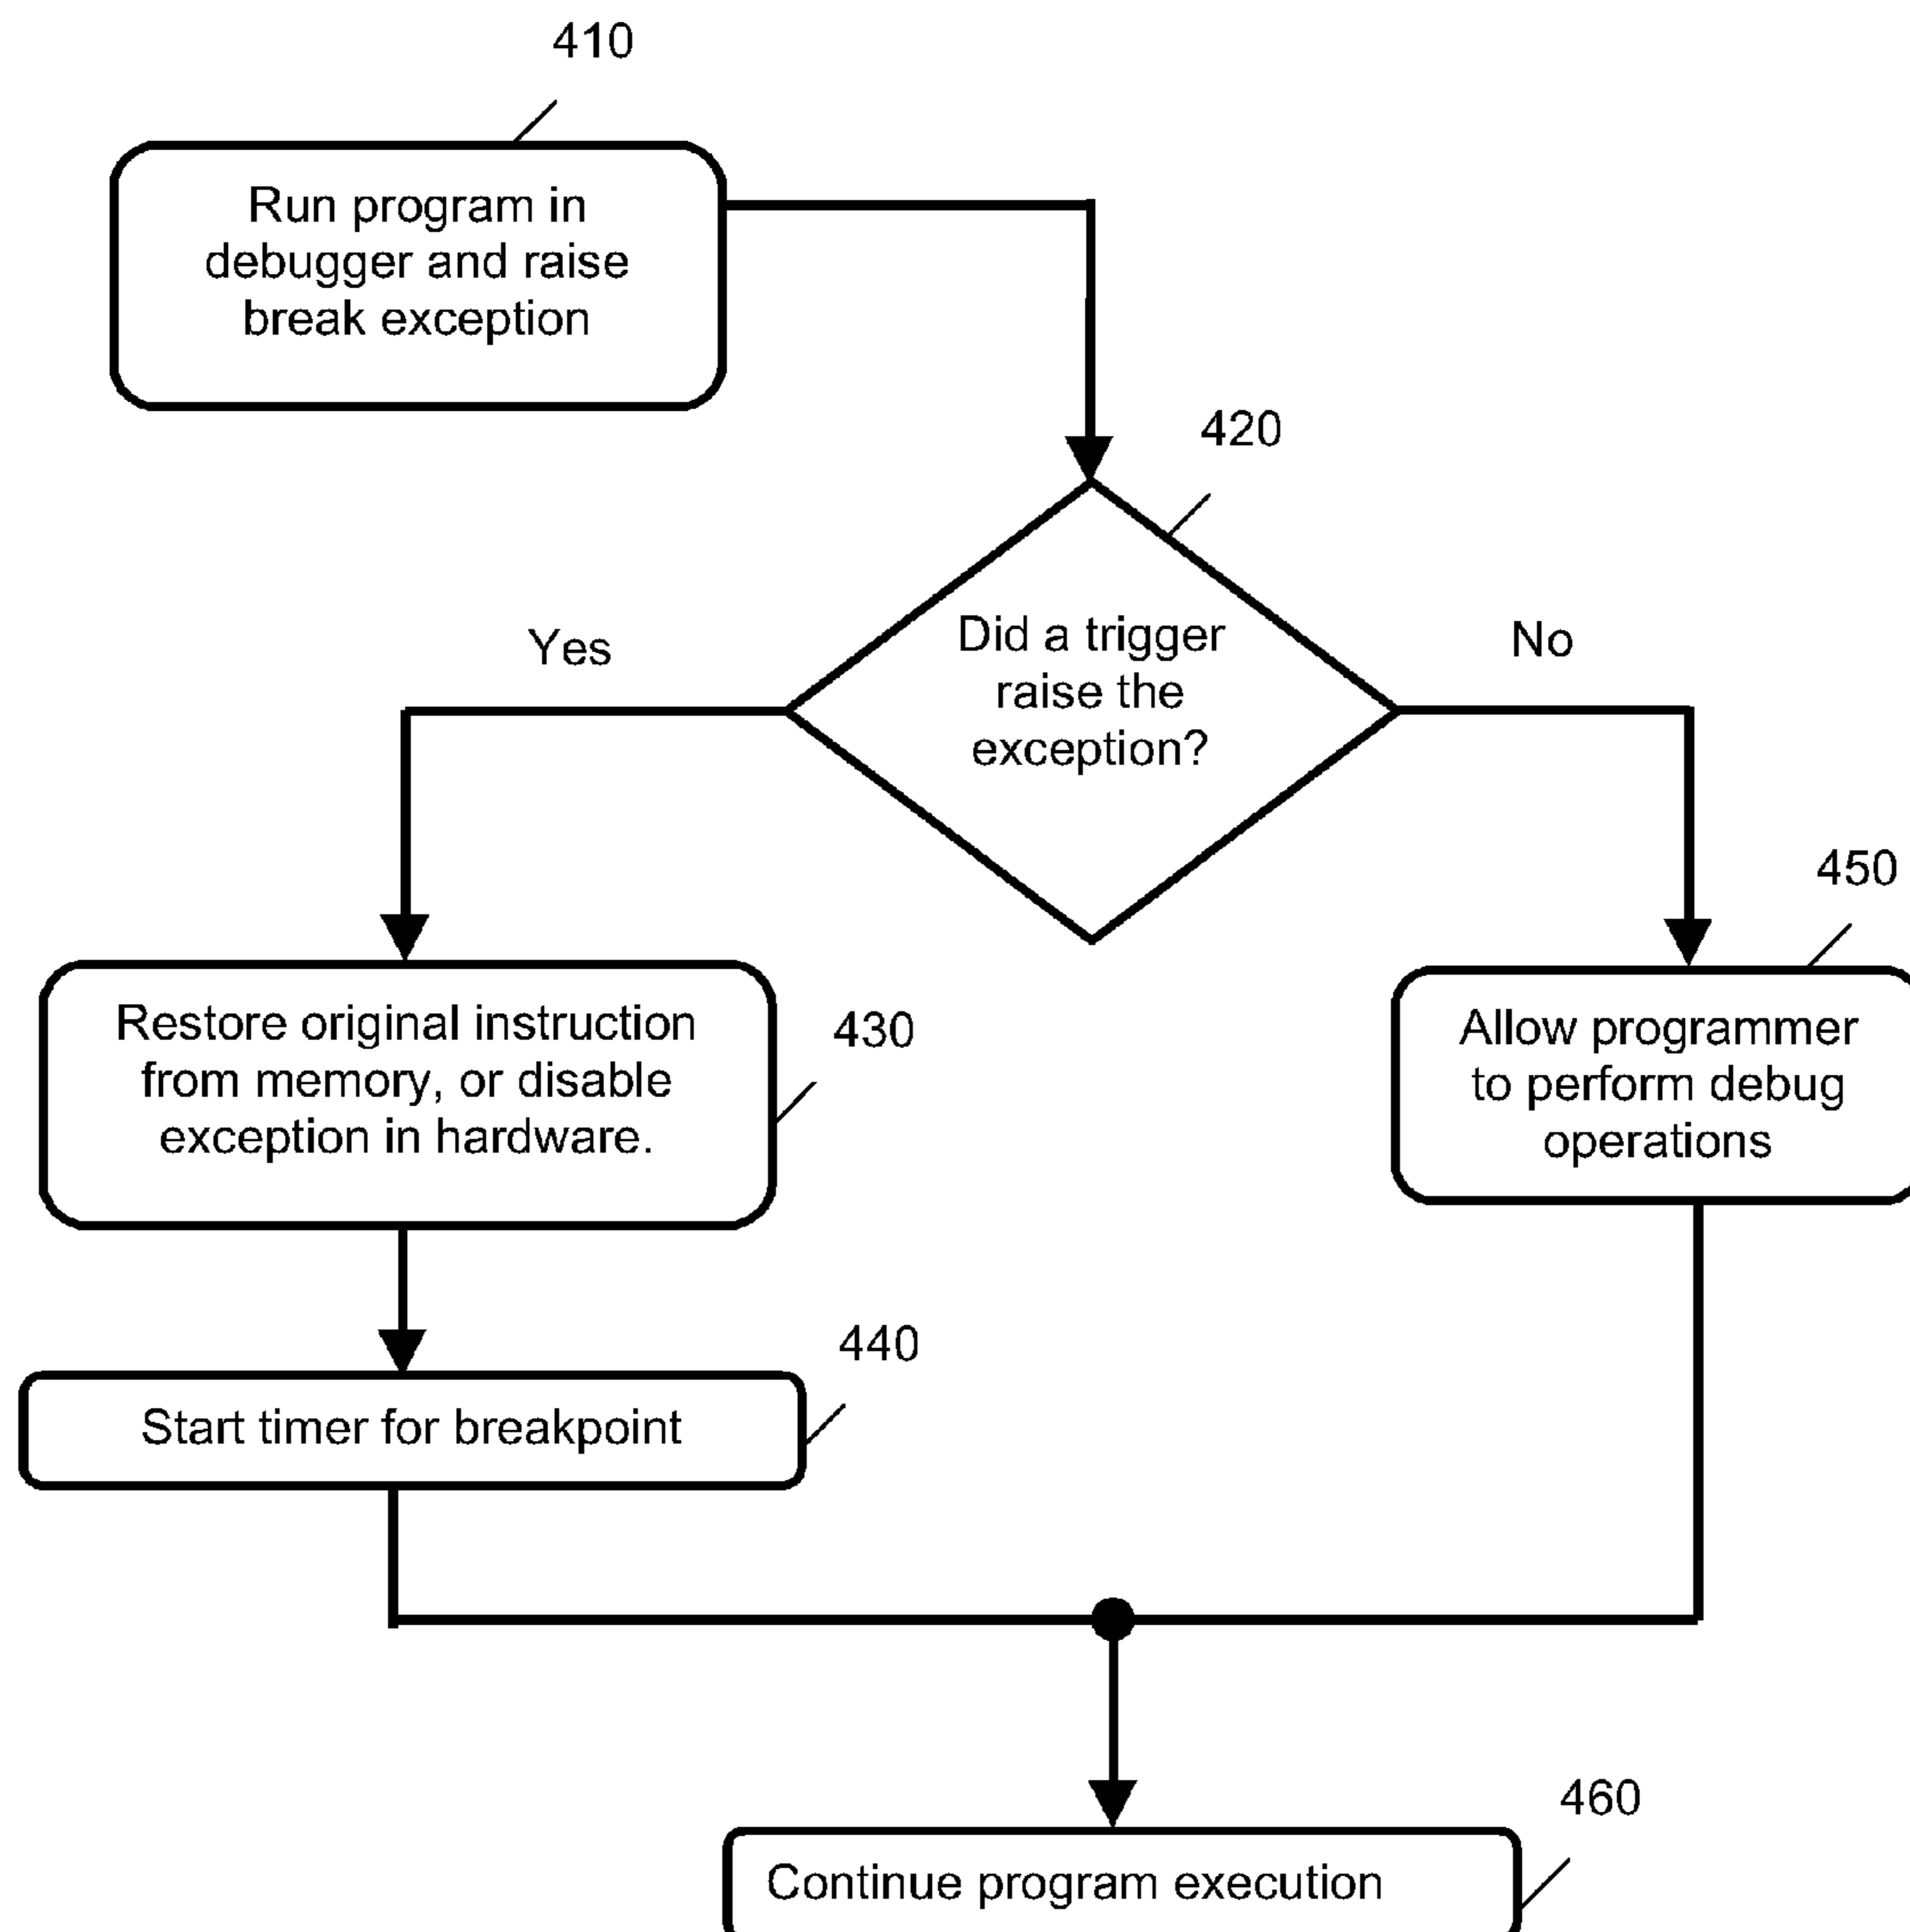 410
Run program in
debugger and raise
break exception
420
Did a trigger
raise the
exception?
Yes
No
430
Restore original instruction
from memory, or disable
exception in hardware.
450
Allow programmer
to perform debug
operations
440
Start timer for breakpoint
460
Continue program execution